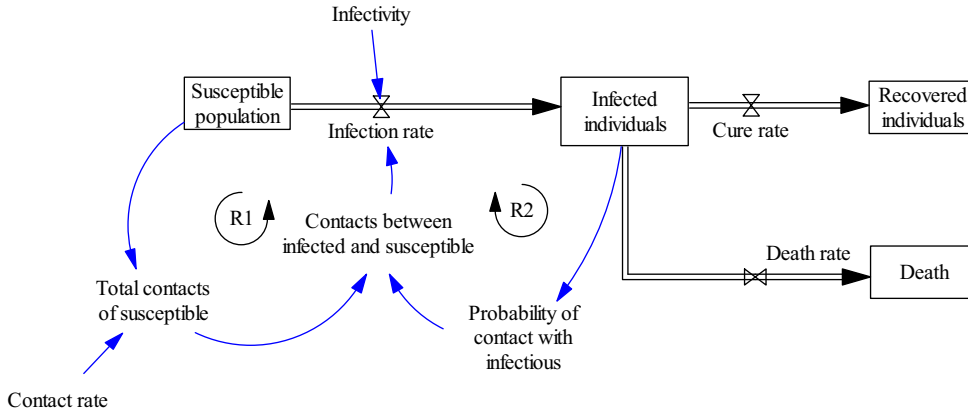 Infectivity
Susceptible
population
Infection rate
Infected
individuals
Cure rate
Recovered
individuals
R1
Contacts between
infected and susceptible
R2
Death rate
Death
Total contacts
of susceptible
Probability of
contact with
infectious
Contact rate